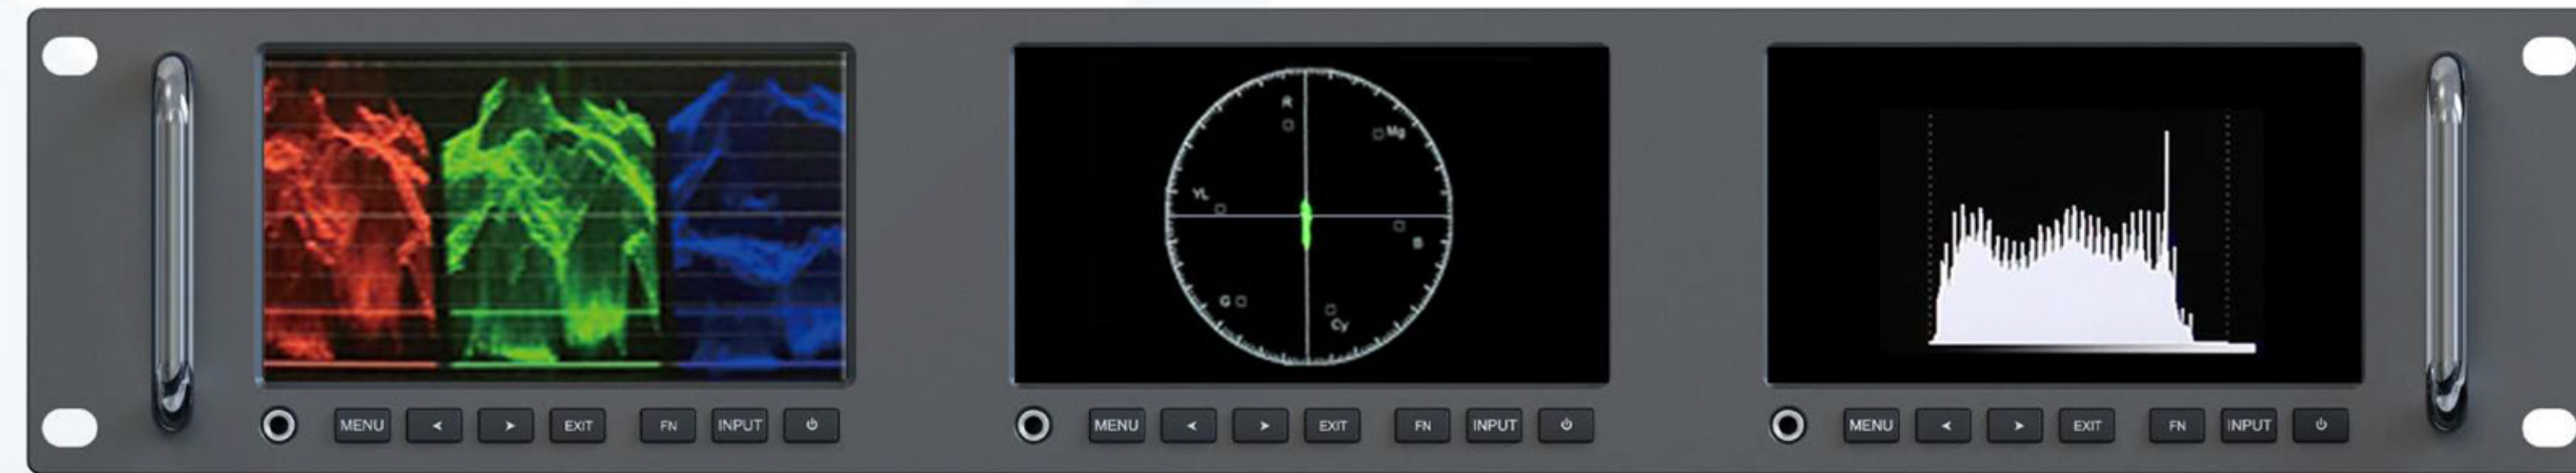 R
Mg
YL
B
G
Cy
MENU < > EXIT FN INPUT
MENU < > EXIT FN INPUT
MENU < > EXIT FN INPUT